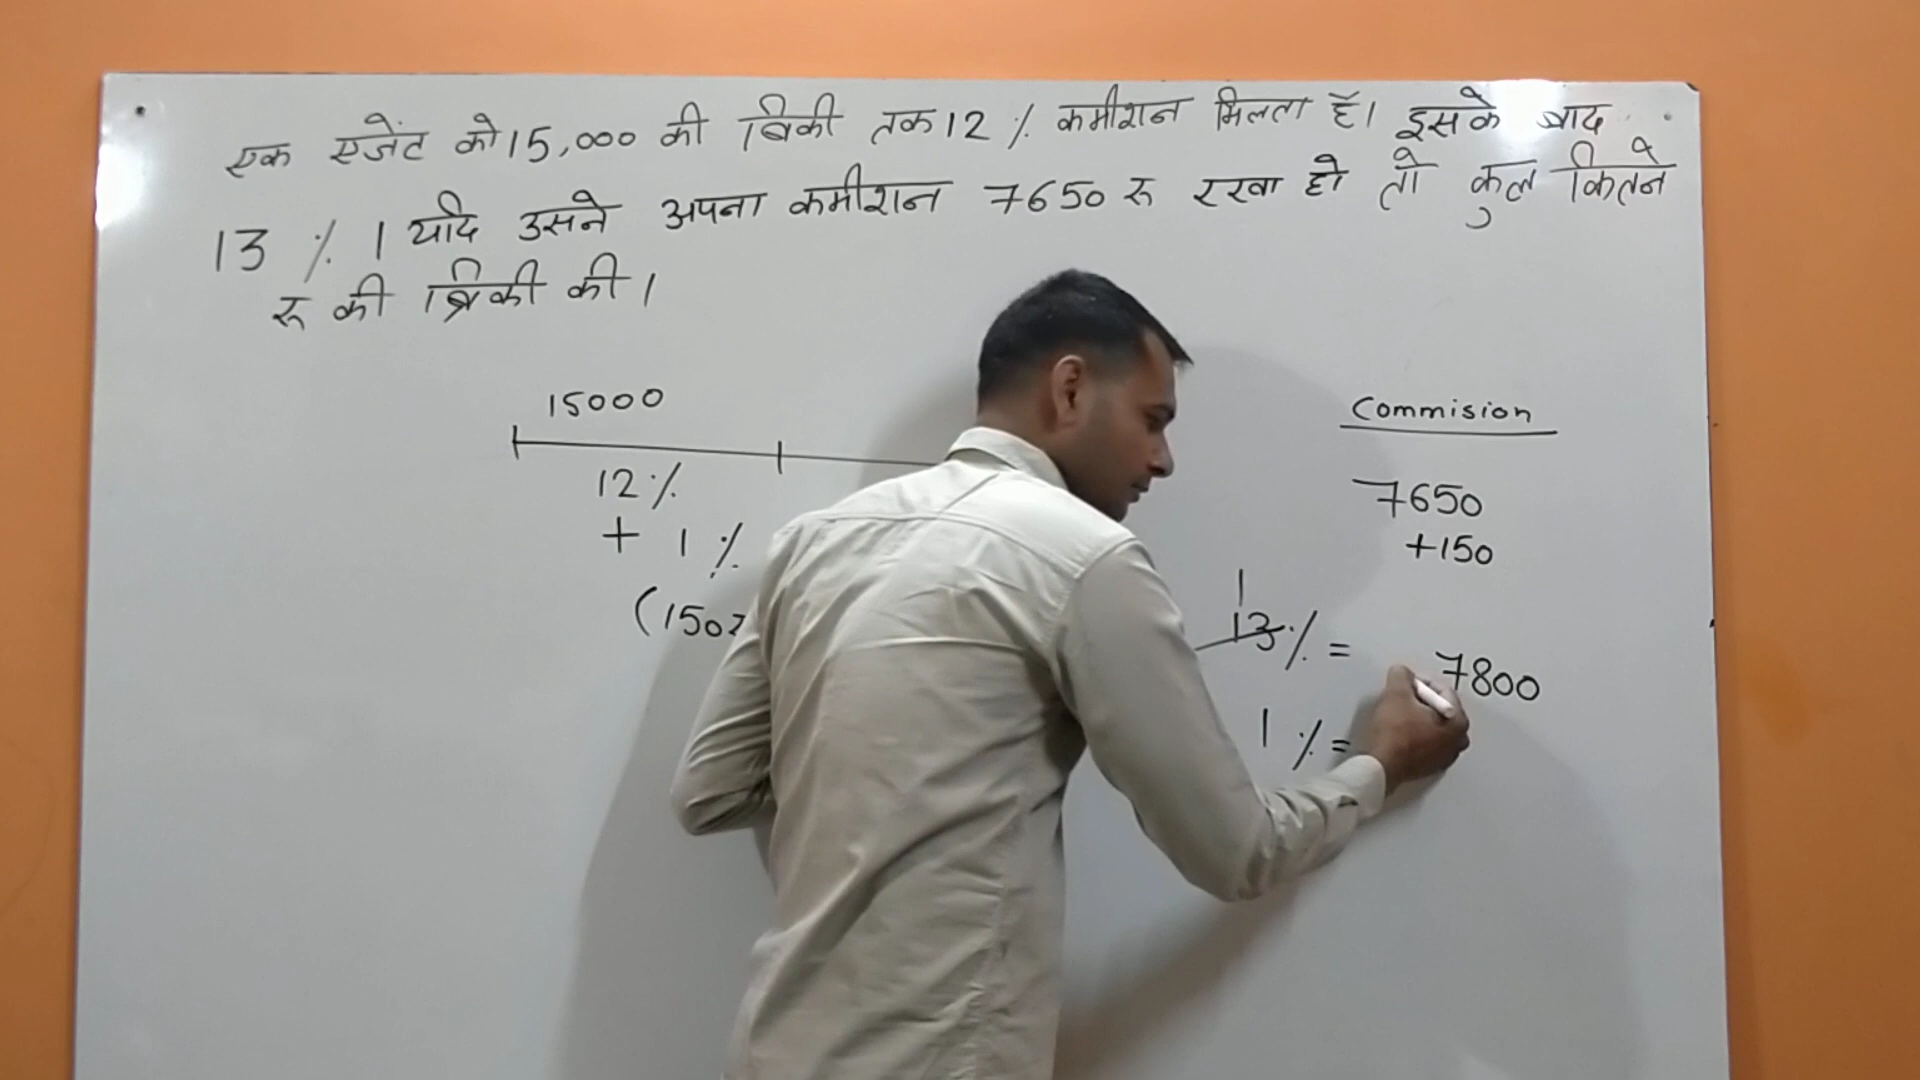 एक एजेंट को 15,000 की बिक्री तक 12 % कमीशन मिलता है। इसके बाद
13 % । यदि उसने अपना कमीशन 7650 रू रखा हो तो कुल कितने
रू की बिक्री की।
15000
12 %
+ 1 %
(150
Commision
7650
+150
1
13 % = 7800
1 % =